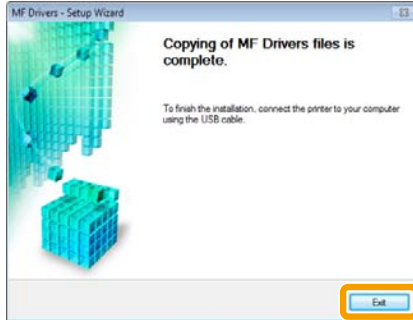 MF Drivers - Setup Wizard
Copying of MF Drivers files is
complete.
To finish the installation, connect the printer to your computer
using the USB cable.
Exit